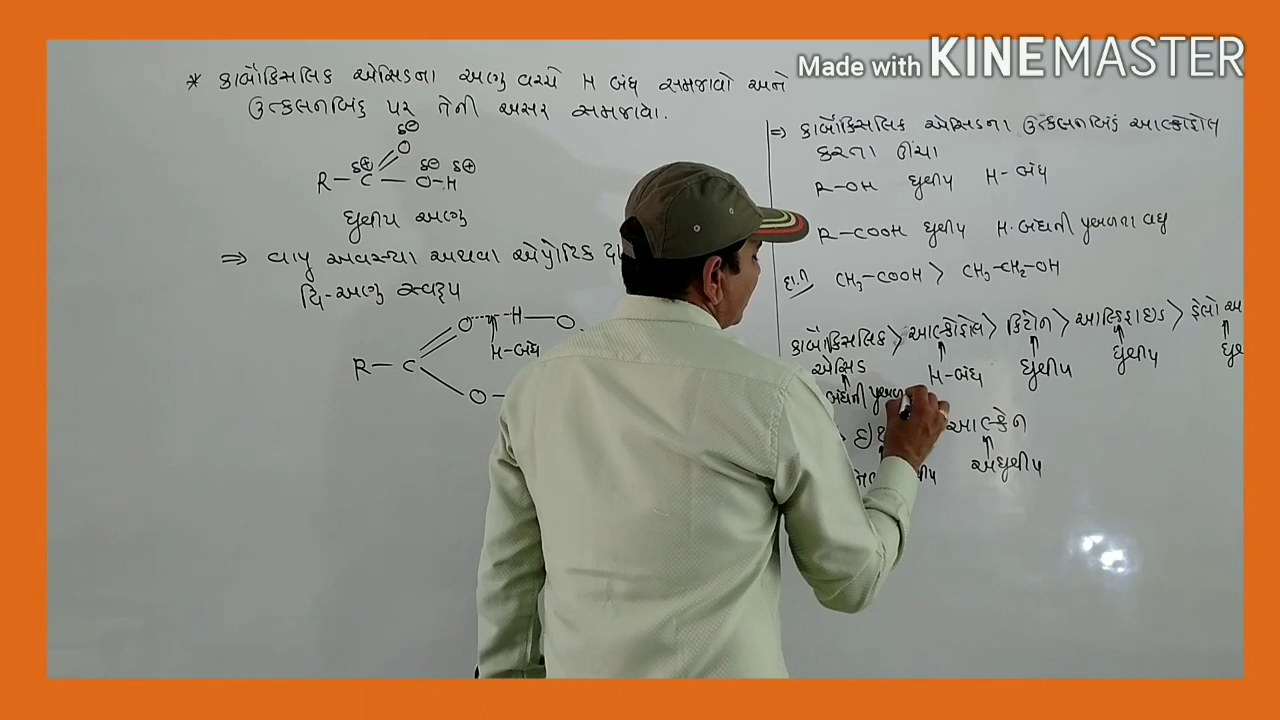 Made with KINEMASTER
* કાર્બોક્સિલિક એસિડના અણુ વચ્ચે H બંધ સમજાવો અને
ઉત્કલનબિંદુ પર તેની અસર સમજાવો.
δ⊖
O
δ⊕ δ⊖ δ⊕
R – C – O – H
ધ્રુવીય અણુ
⇒ વાયુ અવસ્થા અથવા એપ્રોટિક
દ્વિ-અણુ સ્વરૂપ
O ---- H – O
H-બંધ
R – C
O –
⇒ કાર્બોક્સિલિક એસિડના ઉત્કલનબિંદુ આલ્કોહોલ
કરતા ઊંચા
R–OH ધ્રુવીય H-બંધ
R–COOH ધ્રુવીય H-બંધની પ્રબળતા વધુ
દા.ત CH₃–COOH > CH₃–CH₂–OH
કાર્બોક્સિલિક > આલ્કોહોલ > કિટોન > આલ્ડિહાઇડ > હેલો
એસિડ H-બંધ ધ્રુવીય ધ્રુવીય
બંધની
આલ્કેન
અધ્રુવીય